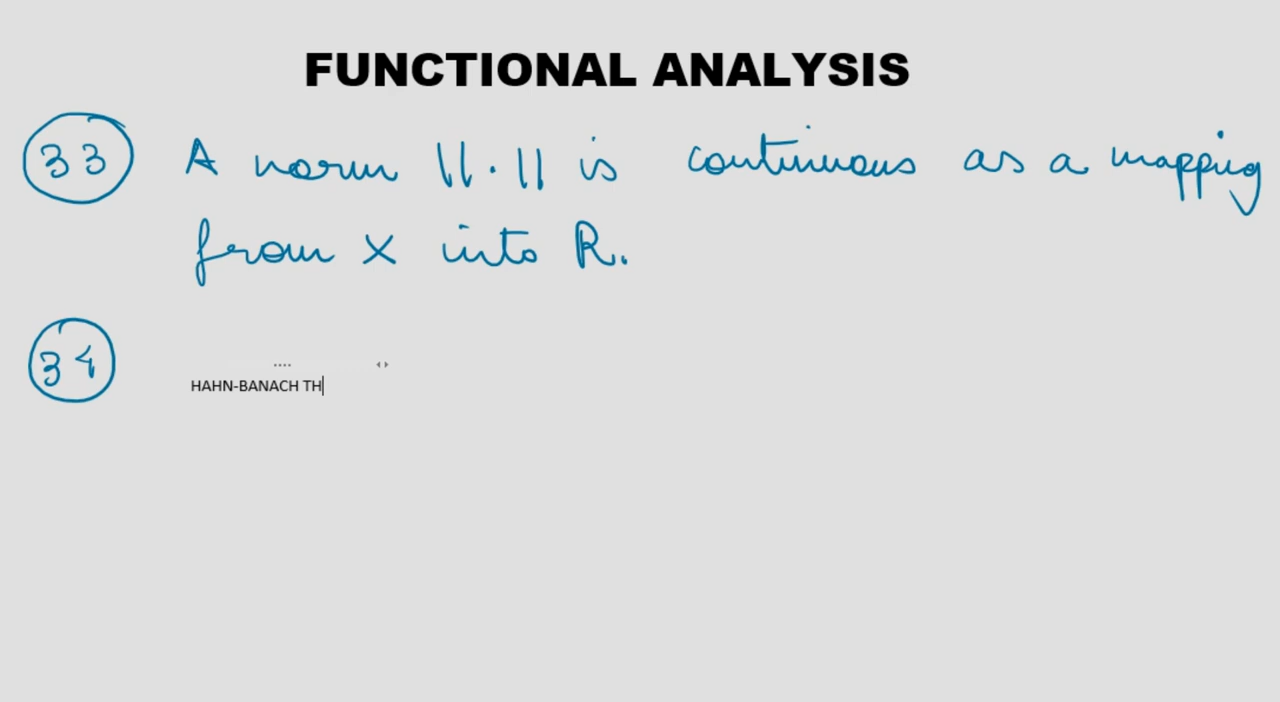 FUNCTIONAL ANALYSIS
33 A norm ||·|| is continuous as a mapping
from X into R.
34 HAHN-BANACH TH